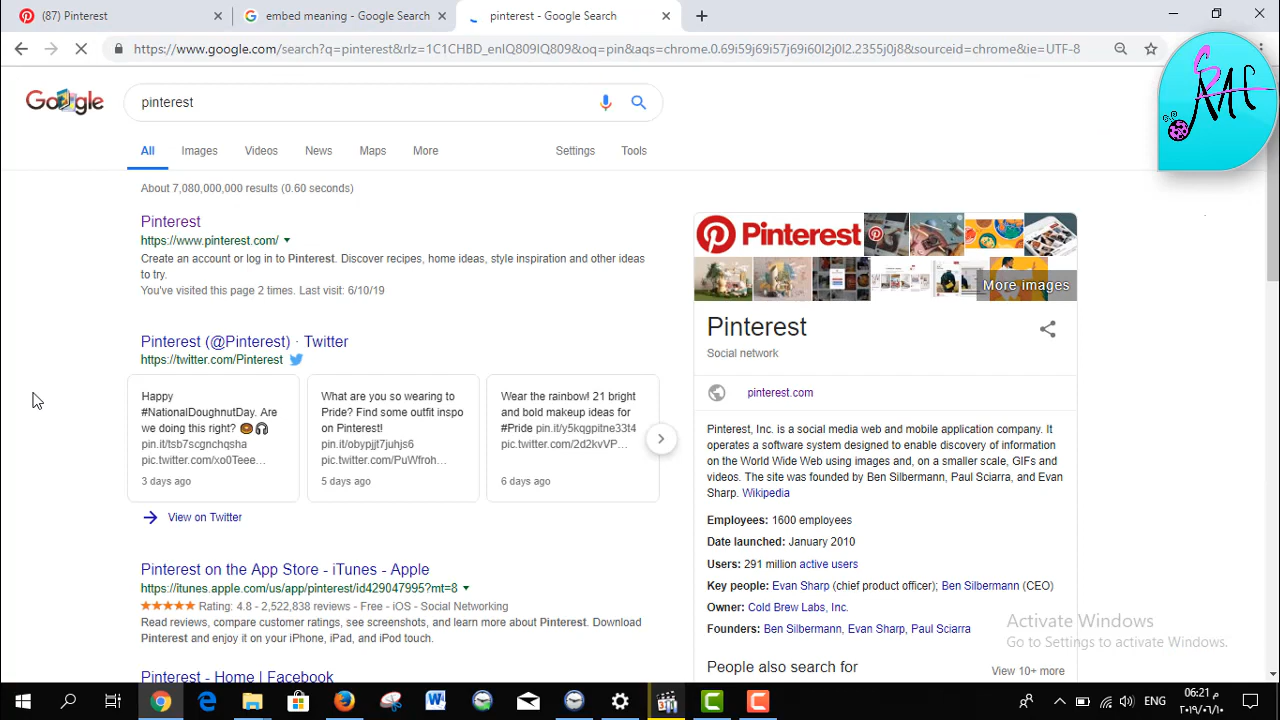 (87) Pinterest
embed meaning - Google Search
pinterest - Google Search
https://www.google.com/search?q=pinterest&rlz=1C1CHBD_enIQ809IQ809&oq=pin&aqs=chrome.0.69i59j69i57j69i60l2j0l2.2355j0j8&sourceid=chrome&ie=UTF-8
Google
pinterest
All
Images
Videos
News
Maps
More
Settings
Tools
About 7,080,000,000 results (0.60 seconds)
Pinterest
https://www.pinterest.com/
Create an account or log in to Pinterest. Discover recipes, home ideas, style inspiration and other ideas
to try.
You've visited this page 2 times. Last visit: 6/10/19
Pinterest (@Pinterest) · Twitter
https://twitter.com/Pinterest
Happy
#NationalDoughnutDay. Are
we doing this right? 🍩🎧
pin.it/tsb7scgnchqsha
pic.twitter.com/xo0Teee...
3 days ago
What are you so wearing to
Pride? Find some outfit inspo
on Pinterest!
pin.it/obypjjt7juhjs6
pic.twitter.com/PuWfroh...
5 days ago
Wear the rainbow! 21 bright
and bold makeup ideas for
#Pride pin.it/y5kqgpitne33t4
pic.twitter.com/2d2kvVP...
6 days ago
View on Twitter
Pinterest on the App Store - iTunes - Apple
https://itunes.apple.com/us/app/pinterest/id429047995?mt=8
Rating: 4.8 - 2,522,838 reviews - Free - iOS - Social Networking
Read reviews, compare customer ratings, see screenshots, and learn more about Pinterest. Download
Pinterest and enjoy it on your iPhone, iPad, and iPod touch.
Pinterest - Home | Facebook
Pinterest
More images
Pinterest
Social network
pinterest.com
Pinterest, Inc. is a social media web and mobile application company. It
operates a software system designed to enable discovery of information
on the World Wide Web using images and, on a smaller scale, GIFs and
videos. The site was founded by Ben Silbermann, Paul Sciarra, and Evan
Sharp. Wikipedia
Employees: 1600 employees
Date launched: January 2010
Users: 291 million active users
Key people: Evan Sharp (chief product officer); Ben Silbermann (CEO)
Owner: Cold Brew Labs, Inc.
Founders: Ben Silbermann, Evan Sharp, Paul Sciarra
People also search for
View 10+ more
Activate Windows
Go to Settings to activate Windows.
ENG
06:21 م
٢٠١٩/٠٦/١٠